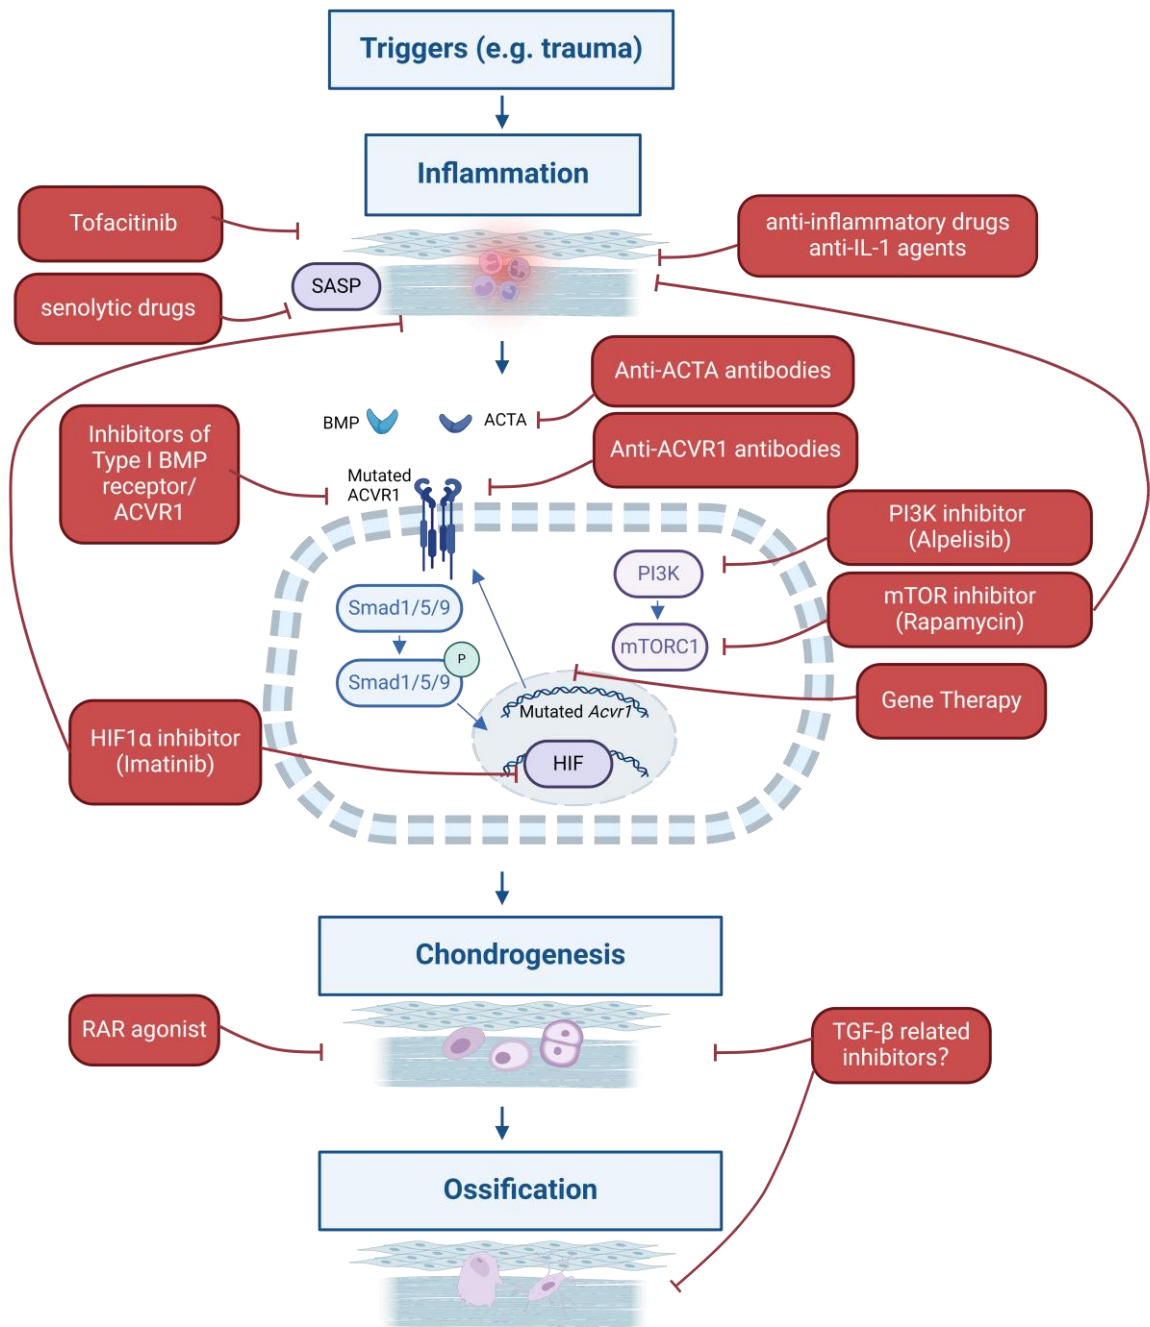 Triggers (e.g. trauma)
Inflammation
Tofacitinib
anti-inflammatory drugs
anti-IL-1 agents
SASP
senolytic drugs
Anti-ACTA antibodies
BMP
ACTA
Inhibitors of
Type I BMP
receptor/
ACVR1
Anti-ACVR1 antibodies
Mutated
ACVR1
PI3K inhibitor
(Alpelisib)
PI3K
Smad1/5/9
mTOR inhibitor
(Rapamycin)
mTORC1
P
Smad1/5/9
Gene Therapy
Mutated Acvr1
HIF1α inhibitor
(Imatinib)
HIF
Chondrogenesis
RAR agonist
TGF-β related
inhibitors?
Ossification